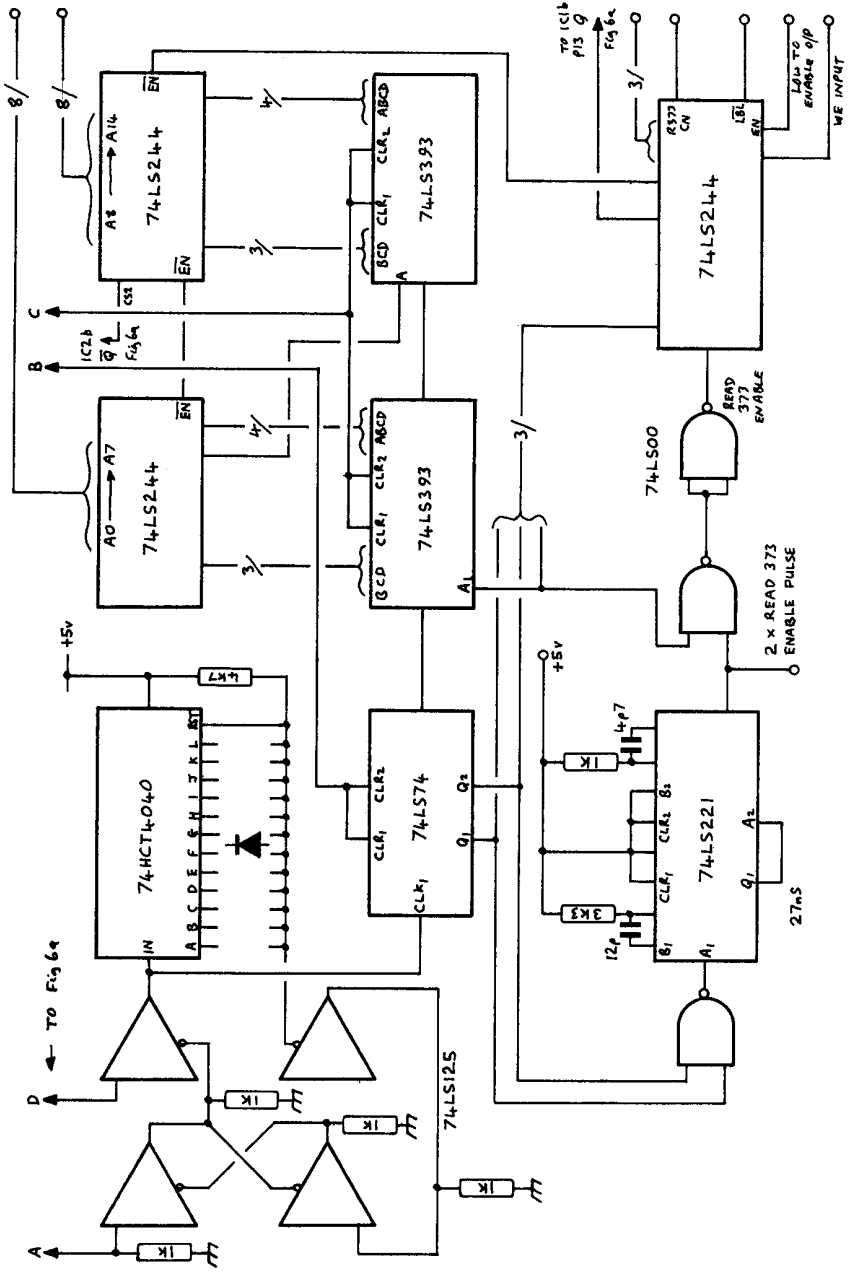 8/
8/
TO IC1b
P13 Q
Fig 6a
3/
A8 → A14
74LS244
EN
CS2
EN
4/
3/
ABCD
CLR2
CLR1
BCD
A
74LS393
RS273
CN
LBL
EN
LOW TO
ENABLE O/P
WE INPUT
74LS244
C
B
IC2b
Q
Fig 6a
A0 → A7
74LS244
EN
4/
3/
ABCD
CLR2
CLR1
BCD
A1
74LS393
3/
READ
373
ENABLE
74LS00
2 x READ 373
ENABLE PULSE
+5v
4K7
74HCT4040
IN
RST
A B C D E F G H I J K L
CLR2
CLR1
74LS74
CLK1
Q2
Q1
+5v
4p7
1K
3K3
12p
B2
CLR2
CLR1
B1
74LS221
A1
Q1
A2
27nS
← TO Fig 6a
D
A
1K
1K
1K
1K
74LS125